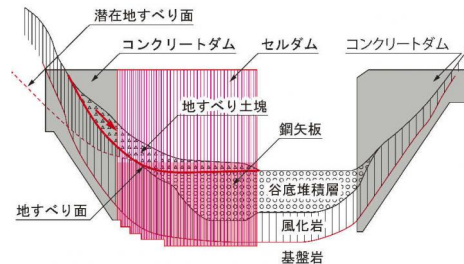 潜在地すべり面
コンクリートダム
セルダム
コンクリートダム
地すべり土塊
鋼矢板
谷底堆積層
地すべり面
風化岩
基盤岩